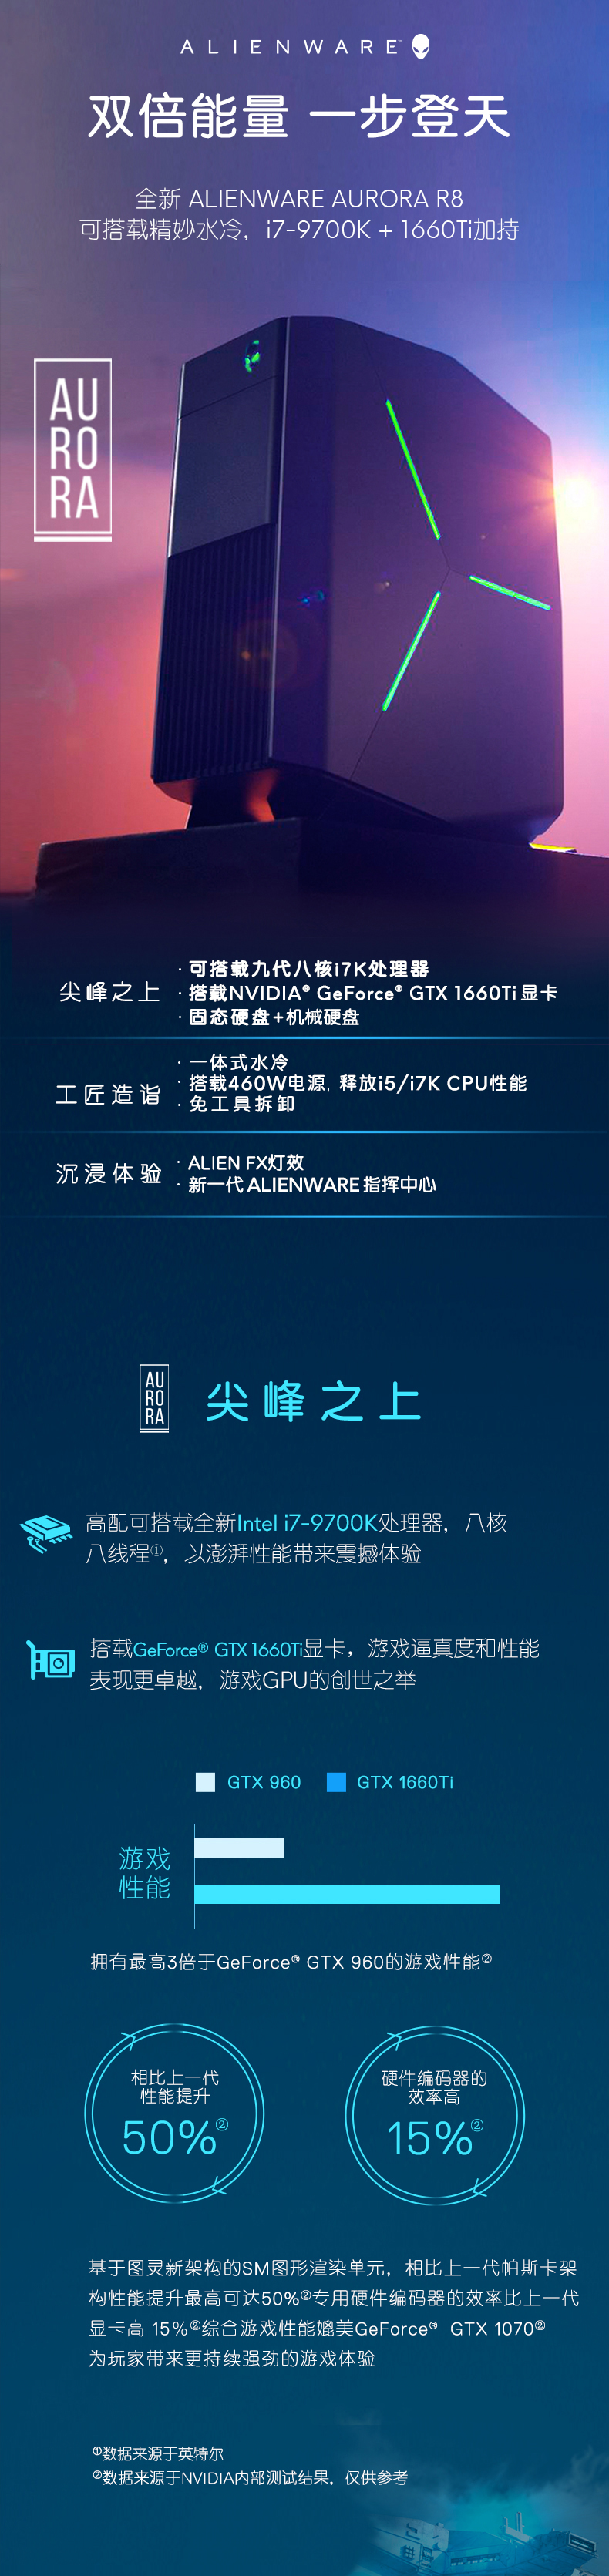 ALIENWARE™
双倍能量 一步登天
全新 ALIENWARE AURORA R8
可搭载精妙水冷，i7-9700K + 1660Ti加持
AU
RO
RA
尖峰之上
· 可搭载九代八核i7K处理器
· 搭载NVIDIA® GeForce® GTX 1660Ti 显卡
· 固态硬盘+机械硬盘
工匠造诣
· 一体式水冷
· 搭载460W电源, 释放i5/i7K CPU性能
· 免工具拆卸
沉浸体验
· ALIEN FX灯效
· 新一代 ALIENWARE 指挥中心
AU
RO
RA
尖峰之上
高配可搭载全新Intel i7-9700K处理器，八核
八线程①，以澎湃性能带来震撼体验
搭载GeForce® GTX 1660Ti显卡，游戏逼真度和性能
表现更卓越，游戏GPU的创世之举
GTX 960
GTX 1660Ti
游戏
性能
拥有最高3倍于GeForce® GTX 960的游戏性能②
相比上一代
性能提升
50%②
硬件编码器的
效率高
15%②
基于图灵新架构的SM图形渲染单元，相比上一代帕斯卡架
构性能提升最高可达50%②专用硬件编码器的效率比上一代
显卡高 15%②综合游戏性能媲美GeForce® GTX 1070②
为玩家带来更持续强劲的游戏体验
①数据来源于英特尔
②数据来源于NVIDIA内部测试结果，仅供参考